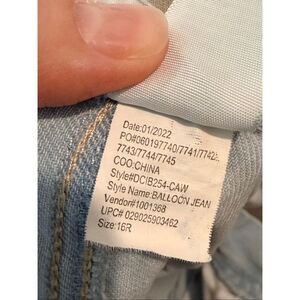 Date:01/2022
PO#060197740/7741/7742/
7743/7744/7745
COO:CHINA
Style#DCIB254-CAW
Style Name:BALLOON JEAN
Vendor#1001368
UPC# 029025903462
Size:16R